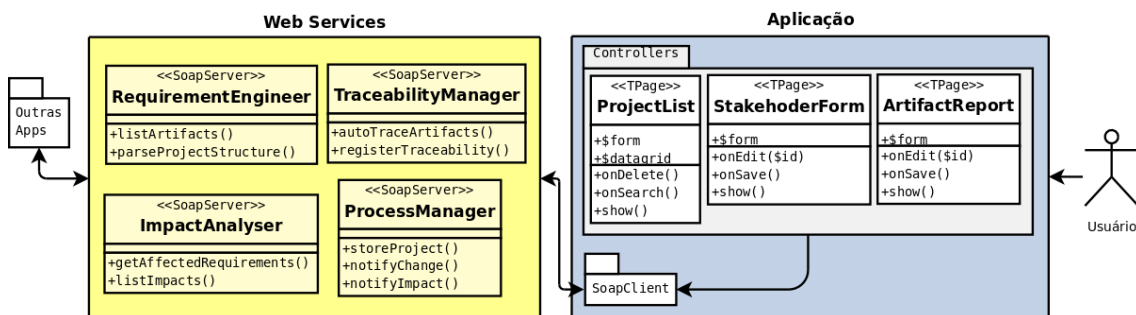 Web Services
Aplicação
Outras
Apps
<<SoapServer>>
RequirementEngineer
+listArtifacts()
+parseProjectStructure()
<<SoapServer>>
TraceabilityManager
+autoTraceArtifacts()
+registerTraceability()
<<SoapServer>>
ImpactAnalyser
+getAffectedRequirements()
+listImpacts()
<<SoapServer>>
ProcessManager
+storeProject()
+notifyChange()
+notifyImpact()
Controllers
<<TPage>>
ProjectList
+$form
+$datagrid
+onDelete()
+onSearch()
+show()
<<TPage>>
StakehoderForm
+$form
+onEdit($id)
+onSave()
+show()
<<TPage>>
ArtifactReport
+$form
+onEdit($id)
+onSave()
+show()
SoapClient
Usuário